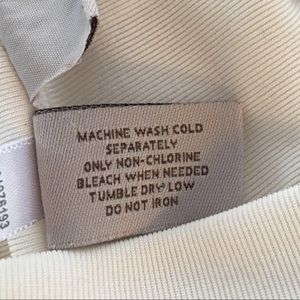 MACHINE WASH COLD
SEPARATELY
ONLY NON-CHLORINE
BLEACH WHEN NEEDED
TUMBLE DRY LOW
DO NOT IRON